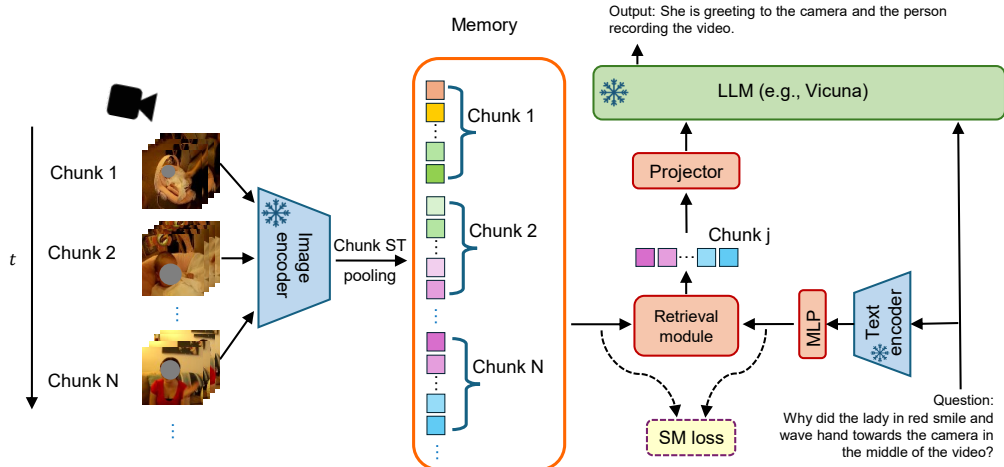 Output: She is greeting to the camera and the person
recording the video.
Memory
LLM (e.g., Vicuna)
Chunk 1
Chunk 2
Chunk N
t
Image
encoder
Chunk ST
pooling
Chunk 1
Chunk 2
Chunk N
Projector
Chunk j
Retrieval
module
MLP
Text
encoder
SM loss
Question:
Why did the lady in red smile and
wave hand towards the camera in
the middle of the video?